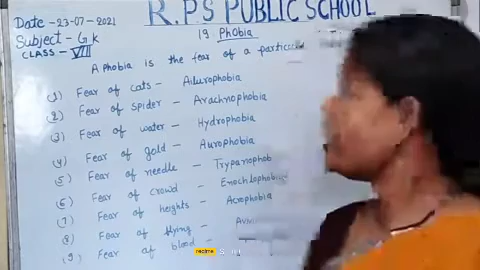 R.P.S PUBLIC SCHOOL
Date - 23-07-2021
Subject - G.K
CLASS - VIII
19 Phobia
A Phobia is the fear of a
(1) Fear of cats - Ailurophobia
(2) Fear of spider - Arachnophobia
(3) Fear of water - Hydrophobia
(4) Fear of gold - Aurophobia
(5) Fear of needle - Trypanophob
(6) Fear of crowd - Enochlophobia
(7) Fear of heights - Acrophobia
(8) Fear of flying -
(9) Fear of blood -
realme